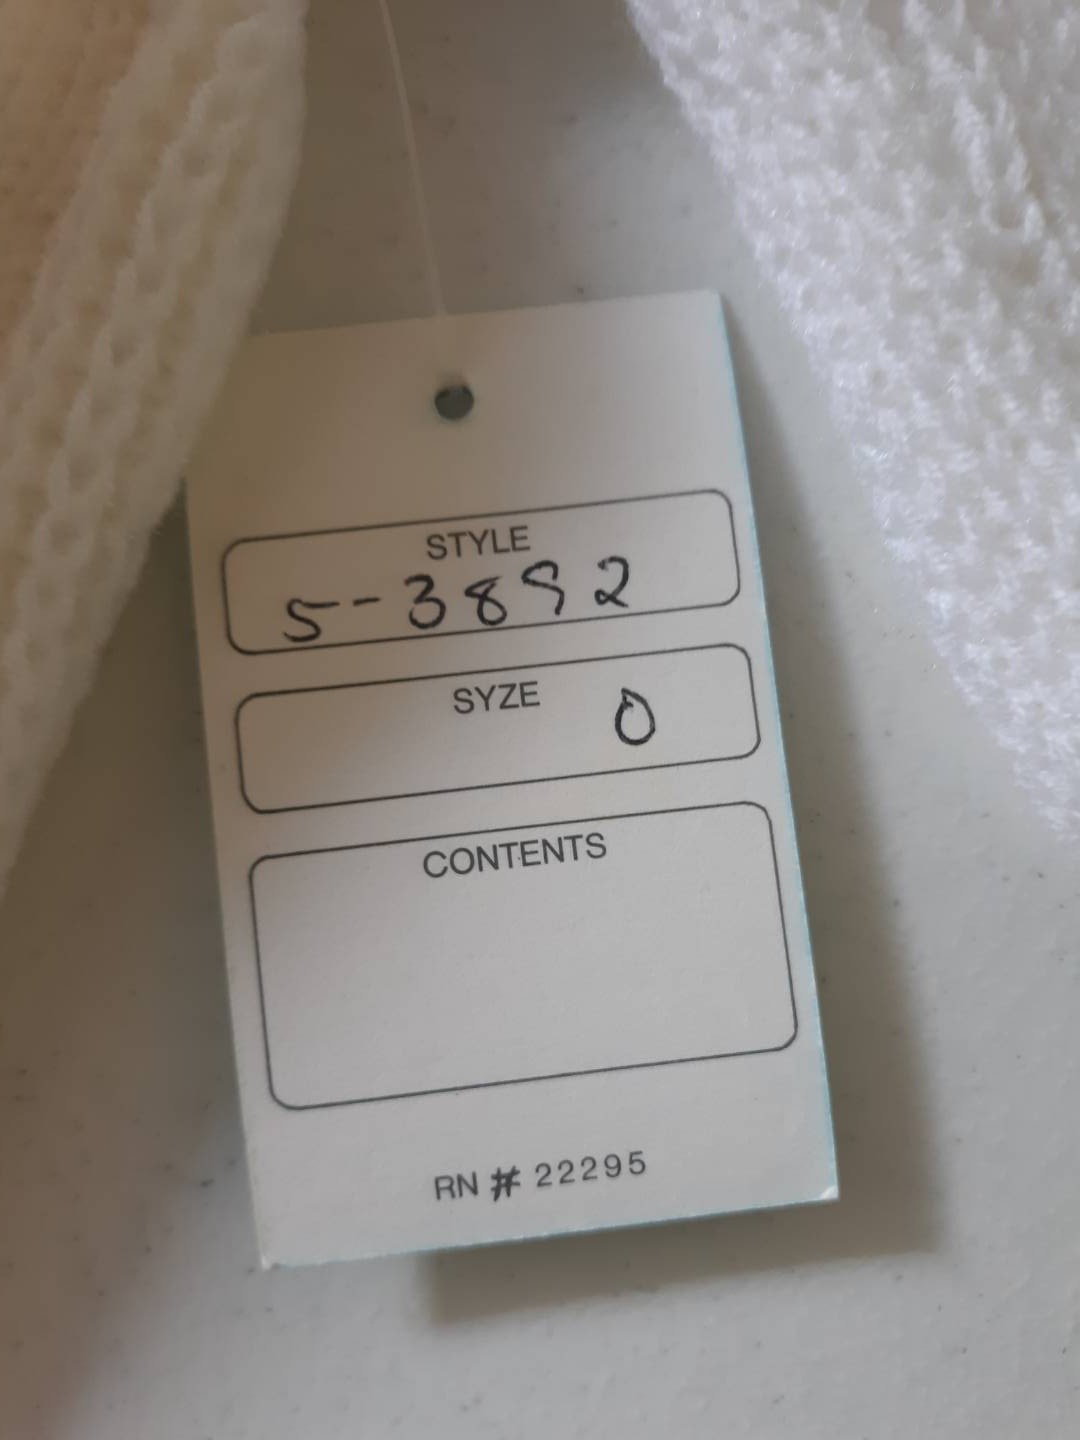 STYLE
5-3892
SYZE 0
CONTENTS
RN # 22295